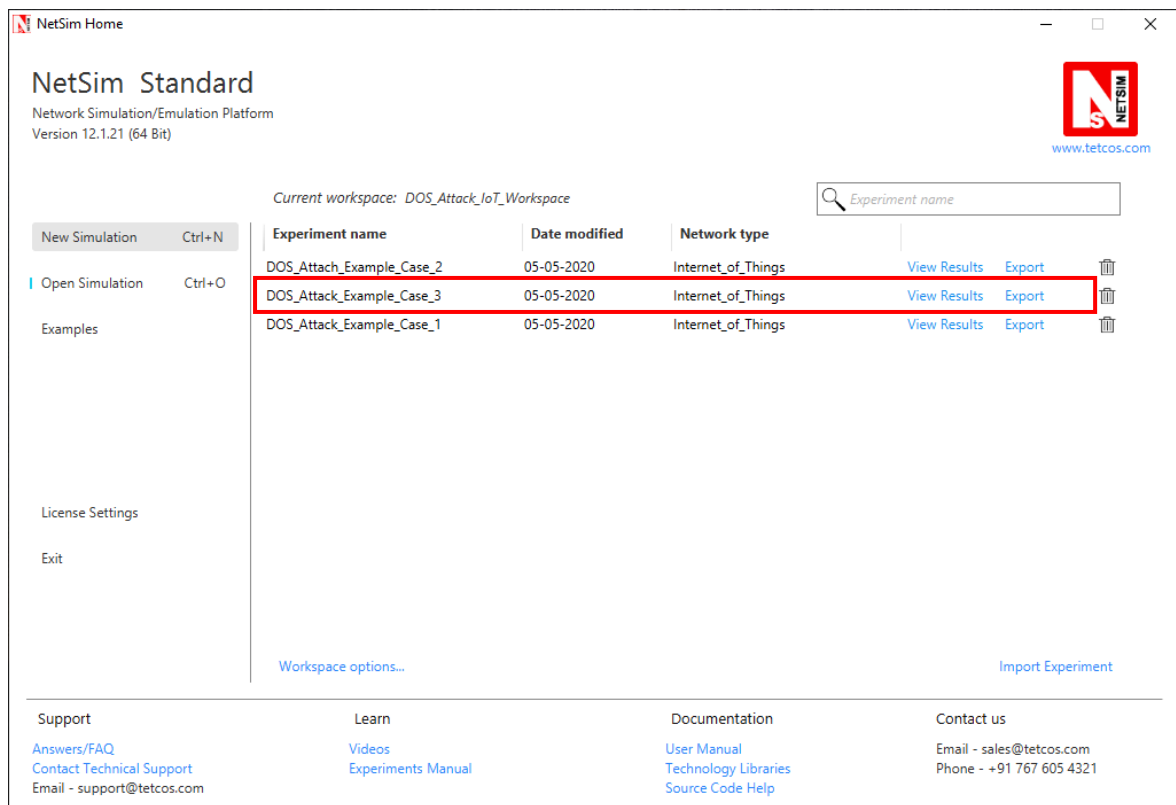 NetSim Home
NetSim Standard
Network Simulation/Emulation Platform
Version 12.1.21 (64 Bit)
NS NETSIM
www.tetcos.com
Current workspace: DOS_Attack_IoT_Workspace
Experiment name
New Simulation Ctrl+N
Open Simulation Ctrl+O
Examples
License Settings
Exit
Experiment name Date modified Network type
DOS_Attach_Example_Case_2 05-05-2020 Internet_of_Things View Results Export
DOS_Attack_Example_Case_3 05-05-2020 Internet_of_Things View Results Export
DOS_Attack_Example_Case_1 05-05-2020 Internet_of_Things View Results Export
Workspace options... Import Experiment
Support
Answers/FAQ
Contact Technical Support
Email - support@tetcos.com
Learn
Videos
Experiments Manual
Documentation
User Manual
Technology Libraries
Source Code Help
Contact us
Email - sales@tetcos.com
Phone - +91 767 605 4321